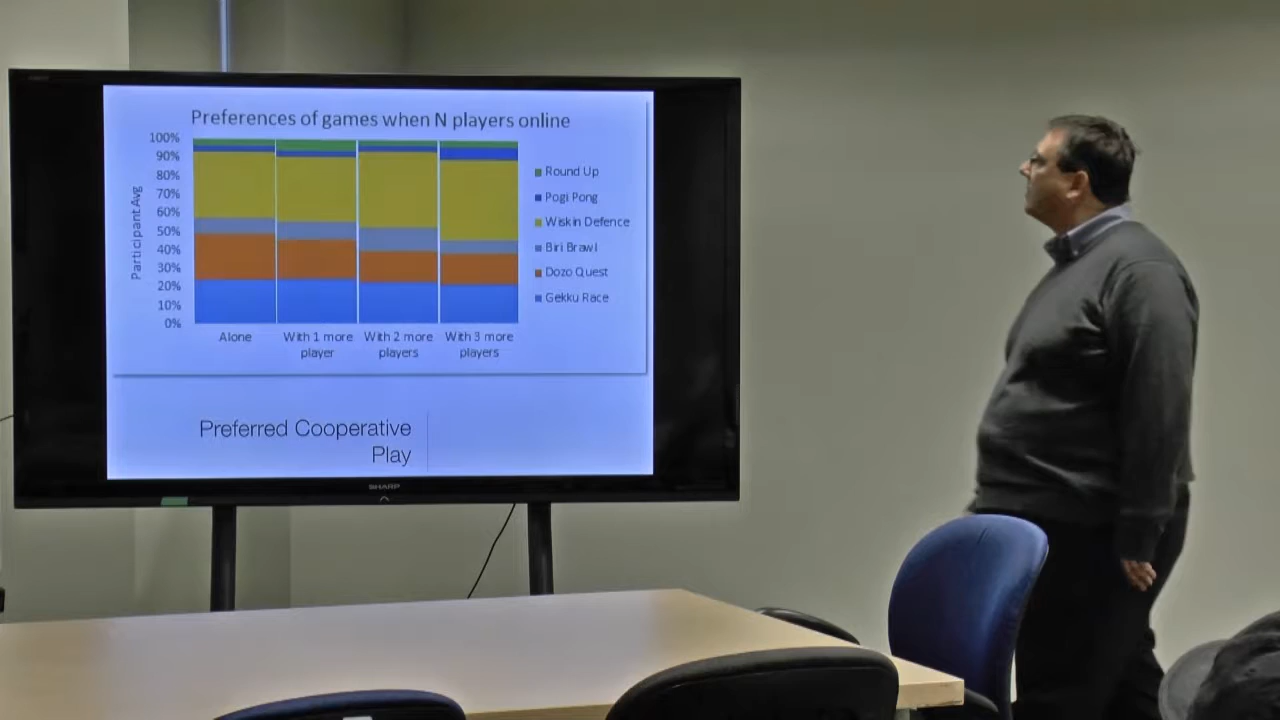 Preferences of games when N players online
100%
90%
80%
70%
60%
50%
40%
30%
20%
10%
0%
Participant Avg
Alone
With 1 more
player
With 2 more
players
With 3 more
players
Round Up
Pogi Pong
Wiskin Defence
Biri Brawl
Dozo Quest
Gekku Race
Preferred Cooperative
Play
SHARP